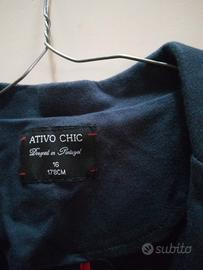 ATIVO CHIC
Designed in Portugal
16
178CM
subito